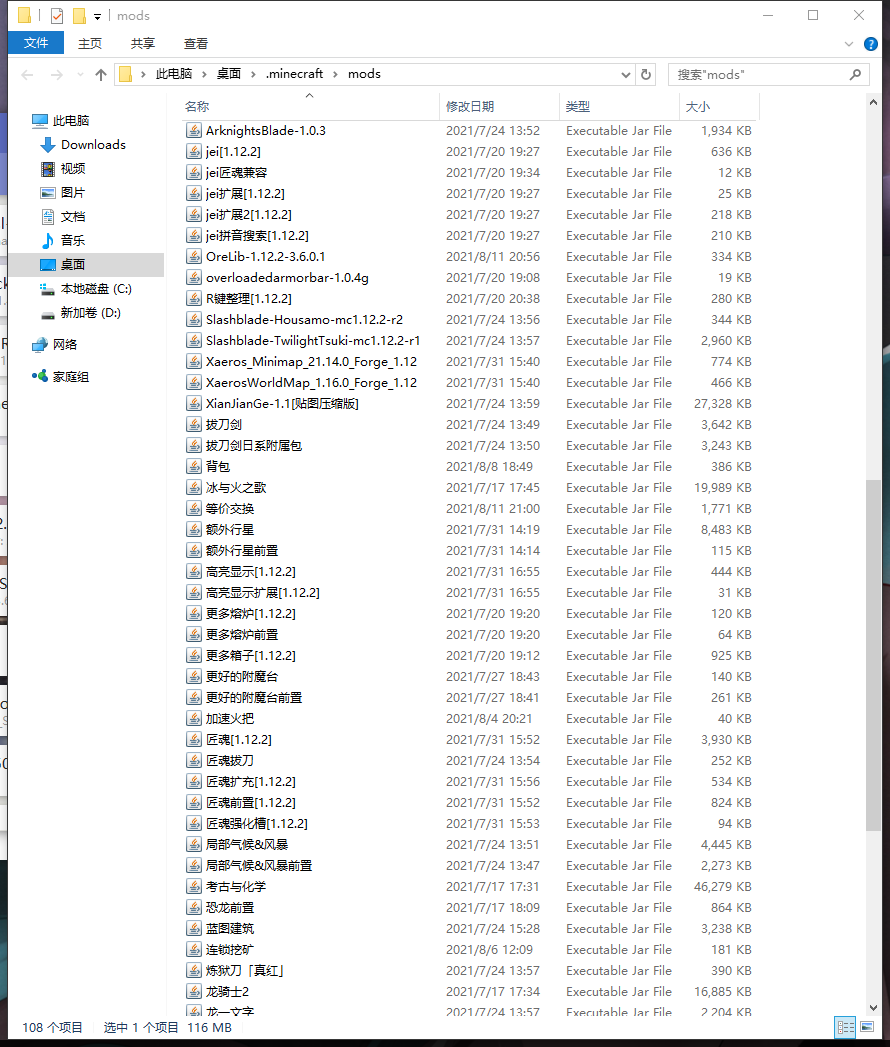 mods
文件 主页 共享 查看
此电脑 桌面 .minecraft mods 搜索"mods"
名称 修改日期 类型 大小
此电脑
Downloads
视频
图片
文档
音乐
桌面
本地磁盘 (C:)
新加卷 (D:)
网络
家庭组
ArknightsBlade-1.0.3 2021/7/24 13:52 Executable Jar File 1,934 KB
jei[1.12.2] 2021/7/20 19:27 Executable Jar File 636 KB
jei匠魂兼容 2021/7/20 19:34 Executable Jar File 12 KB
jei扩展[1.12.2] 2021/7/20 19:27 Executable Jar File 25 KB
jei扩展2[1.12.2] 2021/7/20 19:27 Executable Jar File 218 KB
jei拼音搜索[1.12.2] 2021/7/20 19:27 Executable Jar File 210 KB
OreLib-1.12.2-3.6.0.1 2021/8/11 20:56 Executable Jar File 334 KB
overloadedarmorbar-1.0.4g 2021/7/20 19:08 Executable Jar File 19 KB
R键整理[1.12.2] 2021/7/20 20:38 Executable Jar File 280 KB
Slashblade-Housamo-mc1.12.2-r2 2021/7/24 13:56 Executable Jar File 344 KB
Slashblade-TwilightTsuki-mc1.12.2-r1 2021/7/24 13:57 Executable Jar File 2,960 KB
Xaeros_Minimap_21.14.0_Forge_1.12 2021/7/31 15:40 Executable Jar File 774 KB
XaerosWorldMap_1.16.0_Forge_1.12 2021/7/31 15:40 Executable Jar File 466 KB
XianJianGe-1.1[贴图压缩版] 2021/7/24 13:59 Executable Jar File 27,328 KB
拔刀剑 2021/7/24 13:49 Executable Jar File 3,642 KB
拔刀剑日系附属包 2021/7/24 13:50 Executable Jar File 3,243 KB
背包 2021/8/8 18:49 Executable Jar File 386 KB
冰与火之歌 2021/7/17 17:45 Executable Jar File 19,989 KB
等价交换 2021/8/11 21:00 Executable Jar File 1,771 KB
额外行星 2021/7/31 14:19 Executable Jar File 8,483 KB
额外行星前置 2021/7/31 14:14 Executable Jar File 115 KB
高亮显示[1.12.2] 2021/7/31 16:55 Executable Jar File 444 KB
高亮显示扩展[1.12.2] 2021/7/31 16:55 Executable Jar File 31 KB
更多熔炉[1.12.2] 2021/7/20 19:20 Executable Jar File 120 KB
更多熔炉前置 2021/7/20 19:20 Executable Jar File 64 KB
更多箱子[1.12.2] 2021/7/20 19:12 Executable Jar File 925 KB
更好的附魔台 2021/7/27 18:43 Executable Jar File 140 KB
更好的附魔台前置 2021/7/27 18:41 Executable Jar File 261 KB
加速火把 2021/8/4 20:21 Executable Jar File 40 KB
匠魂[1.12.2] 2021/7/31 15:52 Executable Jar File 3,930 KB
匠魂拔刀 2021/7/24 13:54 Executable Jar File 252 KB
匠魂扩充[1.12.2] 2021/7/31 15:56 Executable Jar File 534 KB
匠魂前置[1.12.2] 2021/7/31 15:52 Executable Jar File 824 KB
匠魂强化槽[1.12.2] 2021/7/31 15:53 Executable Jar File 94 KB
局部气候&风暴 2021/7/24 13:51 Executable Jar File 4,445 KB
局部气候&风暴前置 2021/7/24 13:47 Executable Jar File 2,273 KB
考古与化学 2021/7/17 17:31 Executable Jar File 46,279 KB
恐龙前置 2021/7/17 18:09 Executable Jar File 864 KB
蓝图建筑 2021/7/24 15:28 Executable Jar File 3,238 KB
连锁挖矿 2021/8/6 12:09 Executable Jar File 181 KB
炼狱刀「真红」 2021/7/24 13:57 Executable Jar File 390 KB
龙骑士2 2021/7/17 17:34 Executable Jar File 16,885 KB
龙一文字 2021/7/24 13:57 Executable Jar File 2,204 KB
108 个项目 选中 1 个项目 116 MB